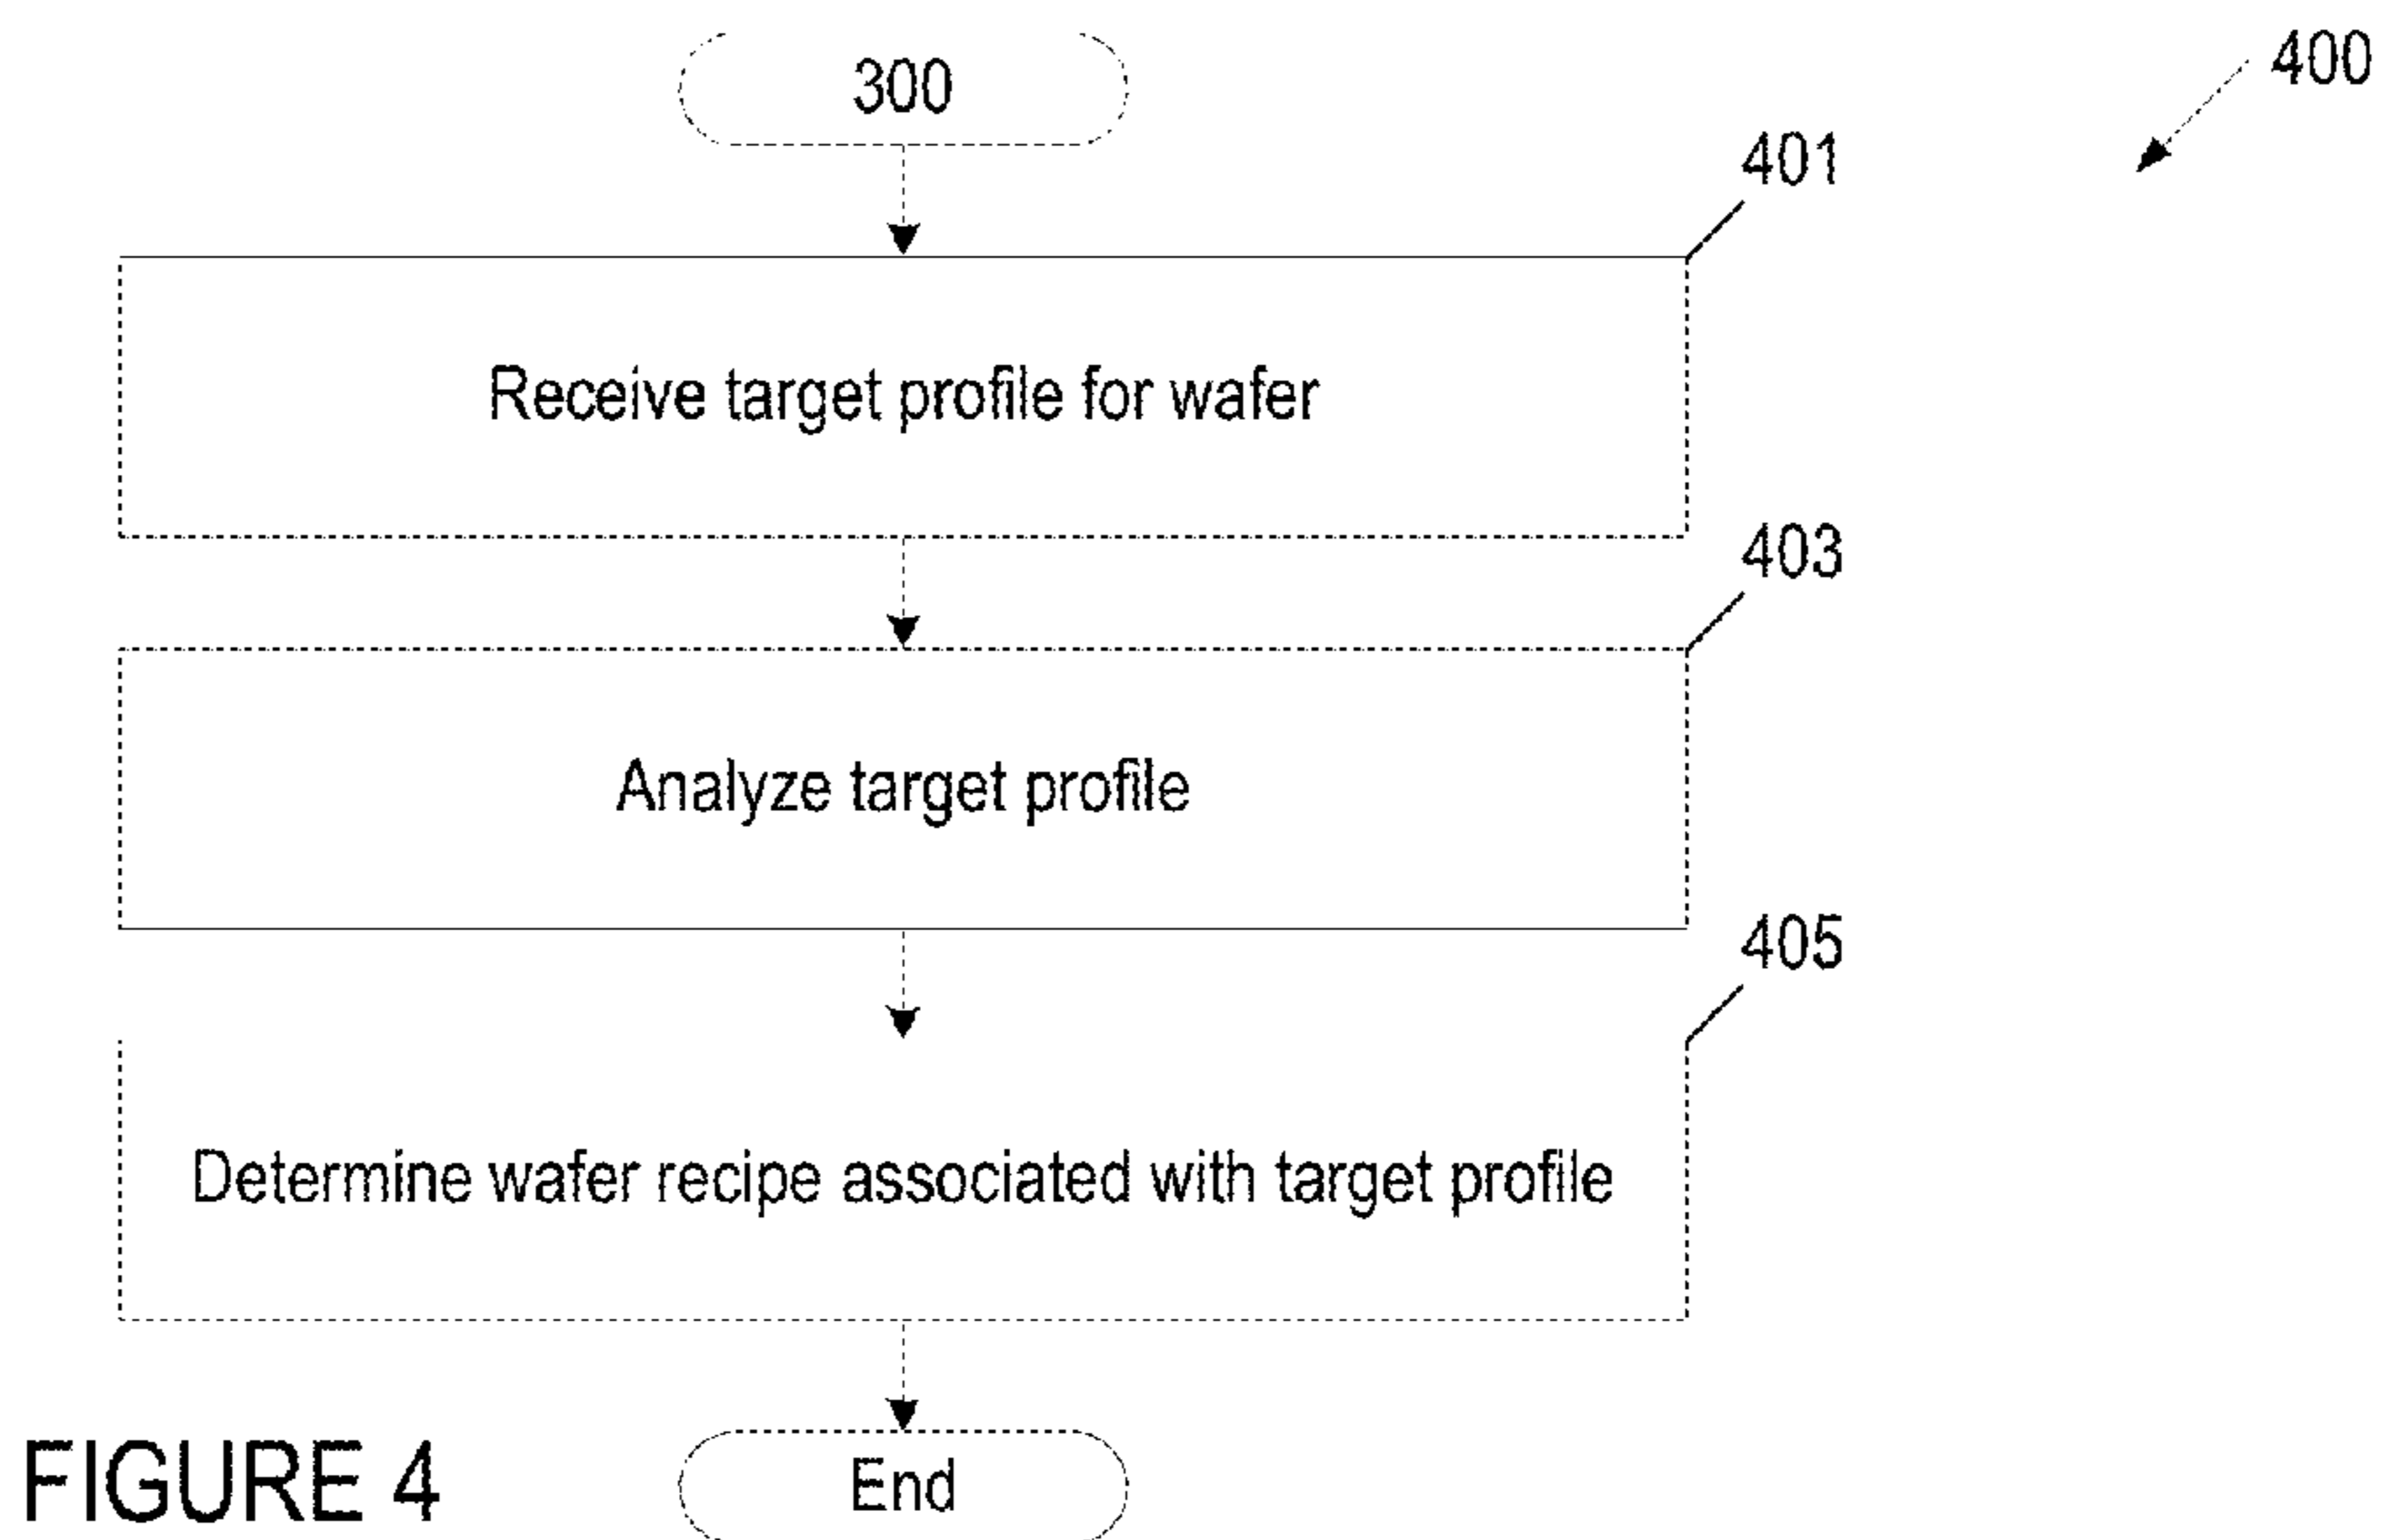 300
400
401
Receive target profile for wafer
403
Analyze target profile
405
Determine wafer recipe associated with target profile
End
FIGURE 4